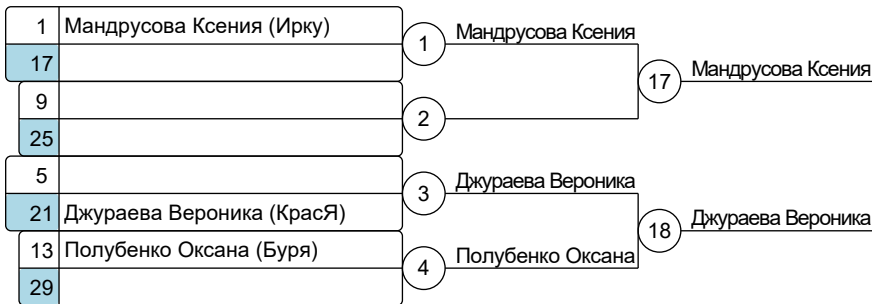 1 Мандрусова Ксения (Ирку)
17
1 Мандрусова Ксения
9
25
2
17 Мандрусова Ксения
5
21 Джураева Вероника (КрасЯ)
3 Джураева Вероника
13 Полубенко Оксана (Буря)
29
4 Полубенко Оксана
18 Джураева Вероника